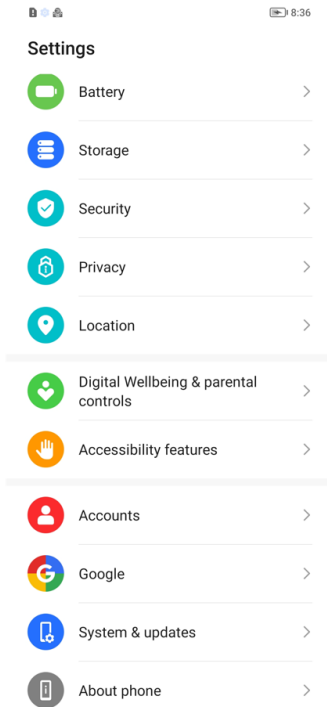 8:36
Settings
Battery
Storage
Security
Privacy
Location
Digital Wellbeing & parental
controls
Accessibility features
Accounts
Google
System & updates
About phone